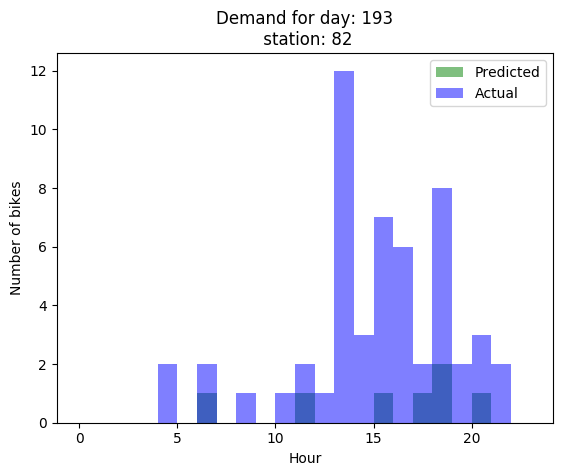 Demand for day: 193
station: 82
Predicted
Actual
12
10
8
6
4
2
0
Number of bikes
0 5 10 15 20
Hour